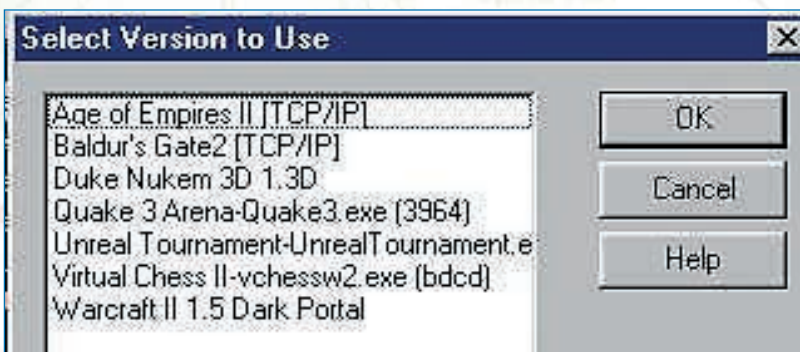 Select Version to Use
Age of Empires II [TCP/IP]
Baldur's Gate2 [TCP/IP]
Duke Nukem 3D 1.3D
Quake 3 Arena-Quake3.exe (3964)
Unreal Tournament-UnrealTournament.e
Virtual Chess II-vchessw2.exe (bdcd)
Warcraft II 1.5 Dark Portal
OK
Cancel
Help